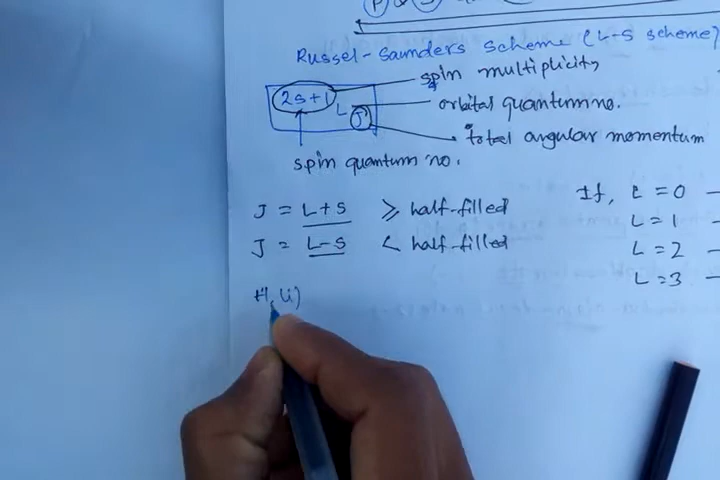 Russel-Saunders Scheme (L-S scheme)
2S+1 L J
spin multiplicity
orbital quantum no.
total angular momentum
spin quantum no.
J = L+S ⩾ half-filled
J = L-S < half-filled
If, L = 0 -
L = 1 -
L = 2 -
L = 3 -